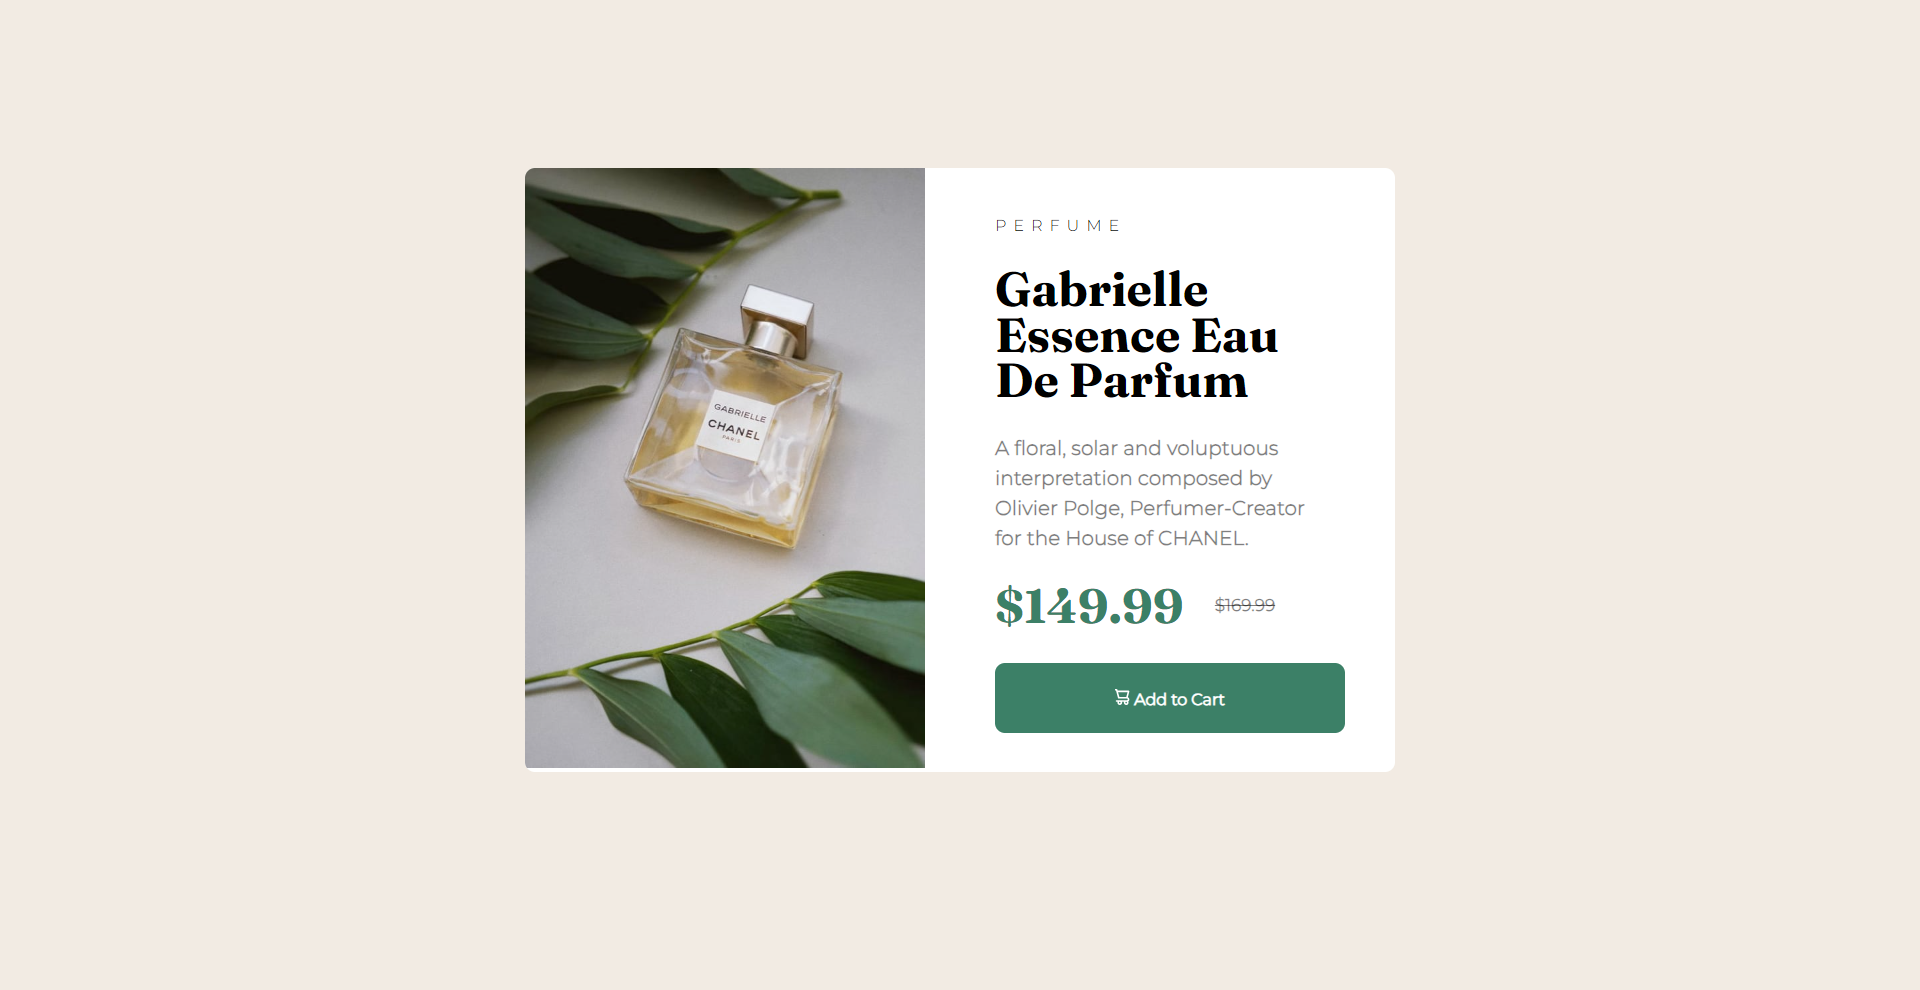 GABRIELLE
CHANEL
PARIS
PERFUME
Gabrielle
Essence Eau
De Parfum
A floral, solar and voluptuous
interpretation composed by
Olivier Polge, Perfumer-Creator
for the House of CHANEL.
$149.99 $169.99
Add to Cart